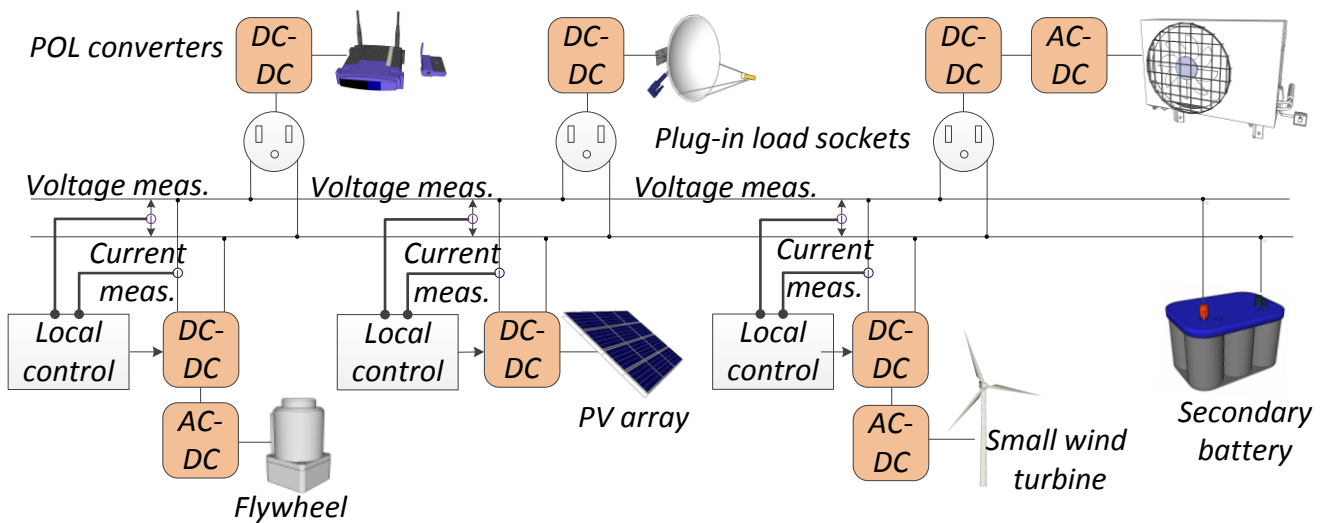 POL converters
DC-
DC
DC-
DC
DC-
DC
AC-
DC
Plug-in load sockets
Voltage meas.
Voltage meas.
Voltage meas.
Current
meas.
Current
meas.
Current
meas.
Local
control
DC-
DC
Local
control
DC-
DC
Local
control
DC-
DC
AC-
DC
Flywheel
PV array
AC-
DC
Small wind
turbine
Secondary
battery